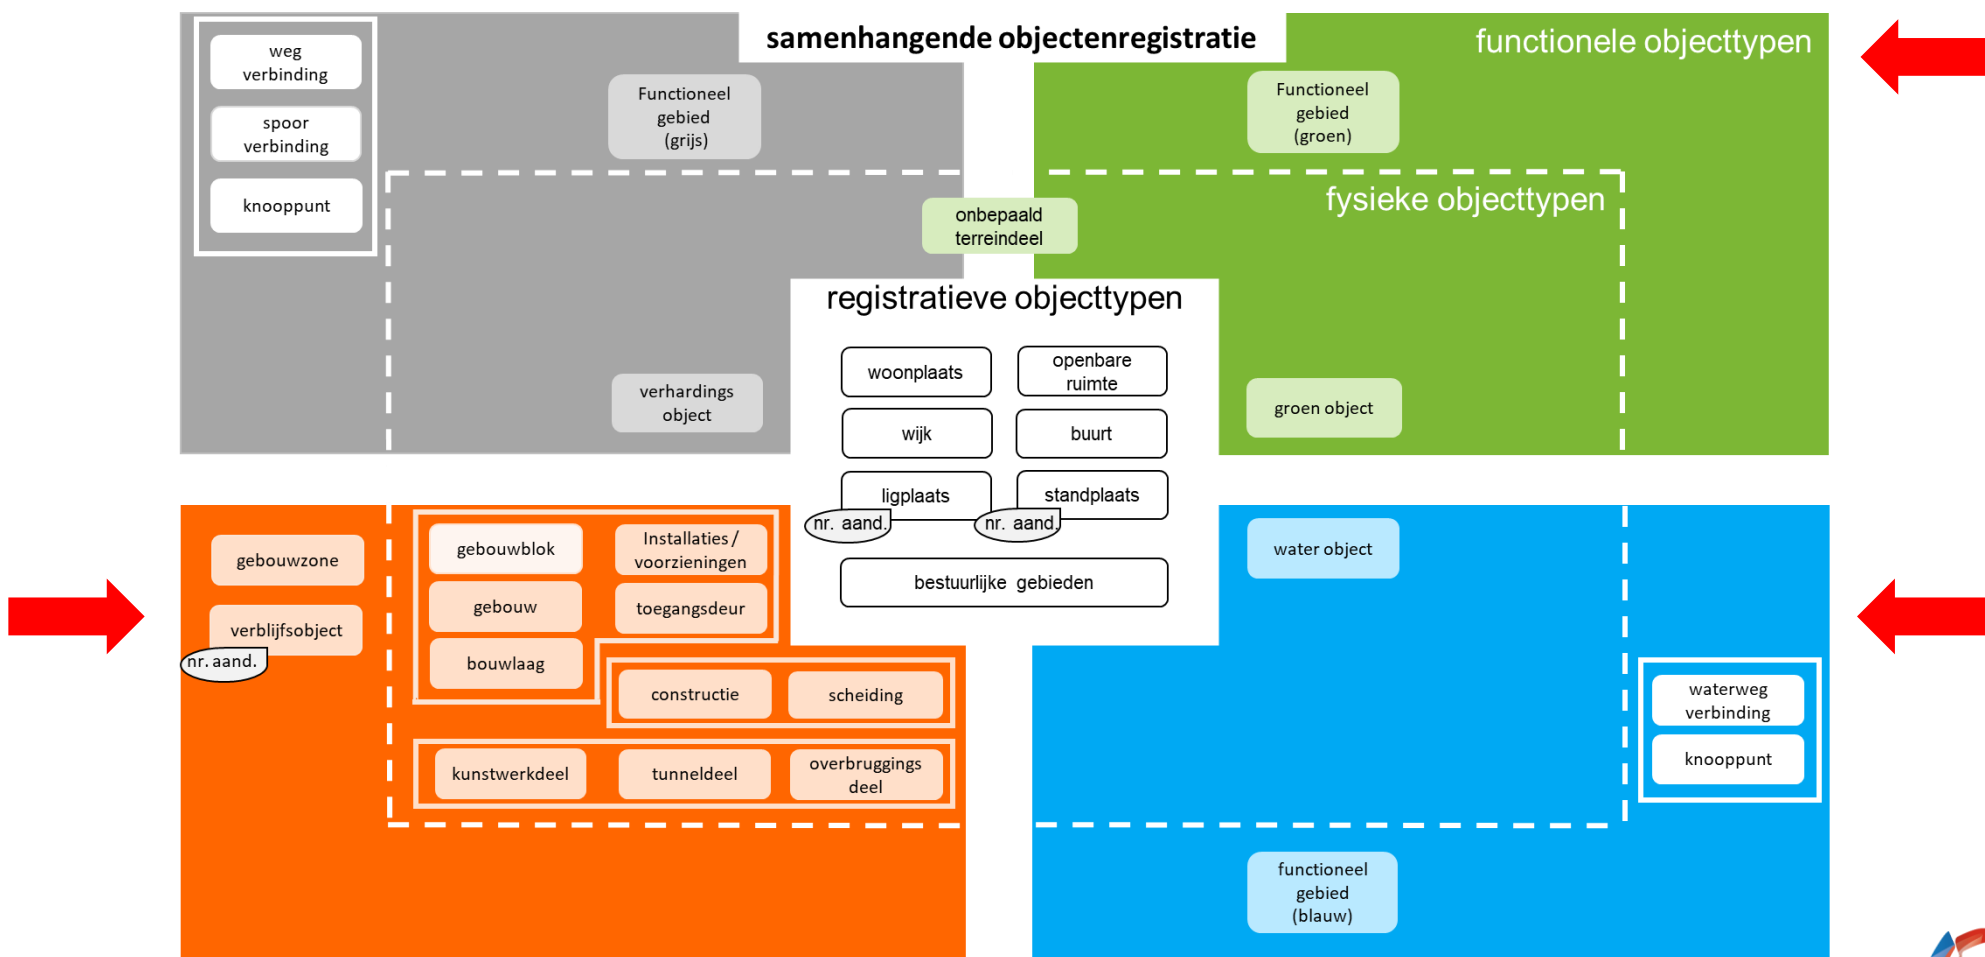 samenhangende objectenregistratie
weg
verbinding
spoor
verbinding
knooppunt
Functioneel
gebied
(grijs)
verhardings
object
functionele objecttypen
Functioneel
gebied
(groen)
fysieke objecttypen
onbepaald
terreindeel
groen object
registratieve objecttypen
woonplaats
openbare
ruimte
wijk
buurt
ligplaats
nr. aand.
standplaats
nr. aand.
bestuurlijke gebieden
gebouwzone
verblijfsobject
nr. aand.
gebouwblok
Installaties /
voorzieningen
gebouw
toegangsdeur
bouwlaag
constructie
scheiding
kunstwerkdeel
tunneldeel
overbruggings
deel
water object
waterweg
verbinding
knooppunt
functioneel
gebied
(blauw)